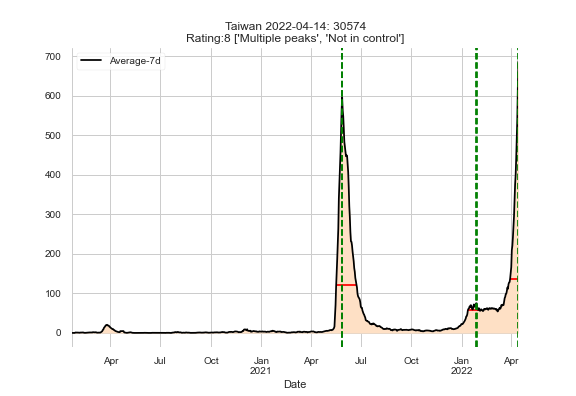 Taiwan 2022-04-14: 30574
Rating:8 ['Multiple peaks', 'Not in control']
700
Average-7d
600
500
400
300
200
100
0
Apr Jul Oct Jan Apr Jul Oct Jan Apr
2021 2022
Date